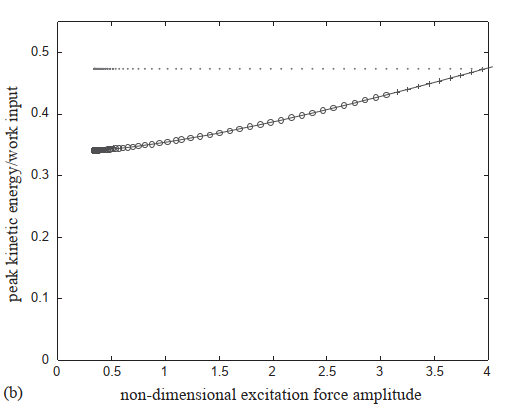 0.5
0.4
0.3
0.2
0.1
0
peak kinetic energy/work input
0 0.5 1 1.5 2 2.5 3 3.5 4
(b) non-dimensional excitation force amplitude